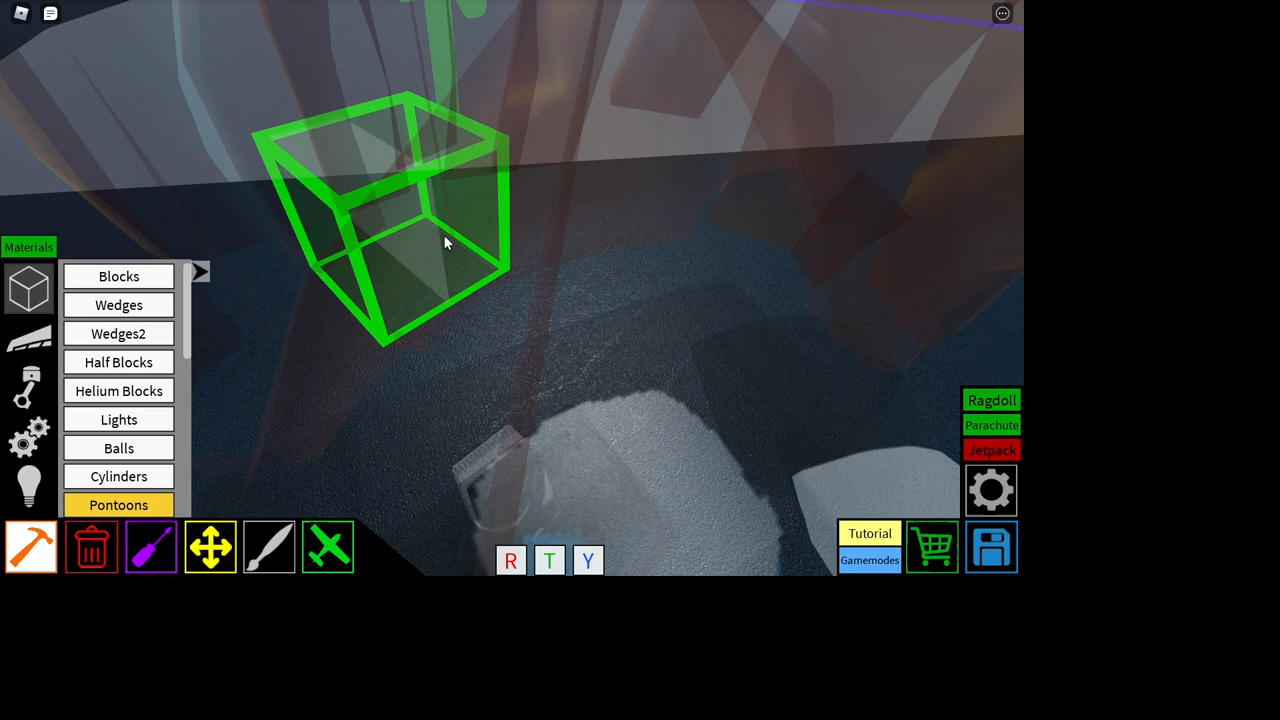 Materials
Blocks
Wedges
Wedges2
Half Blocks
Helium Blocks
Lights
Balls
Cylinders
Pontoons
Ragdoll
Parachute
Jetpack
Tutorial
Gamemodes
R T Y